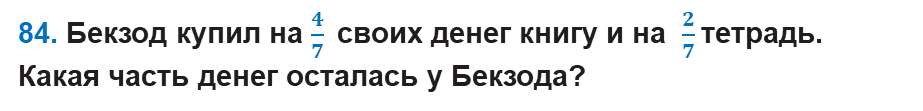 84. Бекзод купил на 4/7 своих денег книгу и на 2/7 тетрадь.
Какая часть денег осталась у Бекзода?